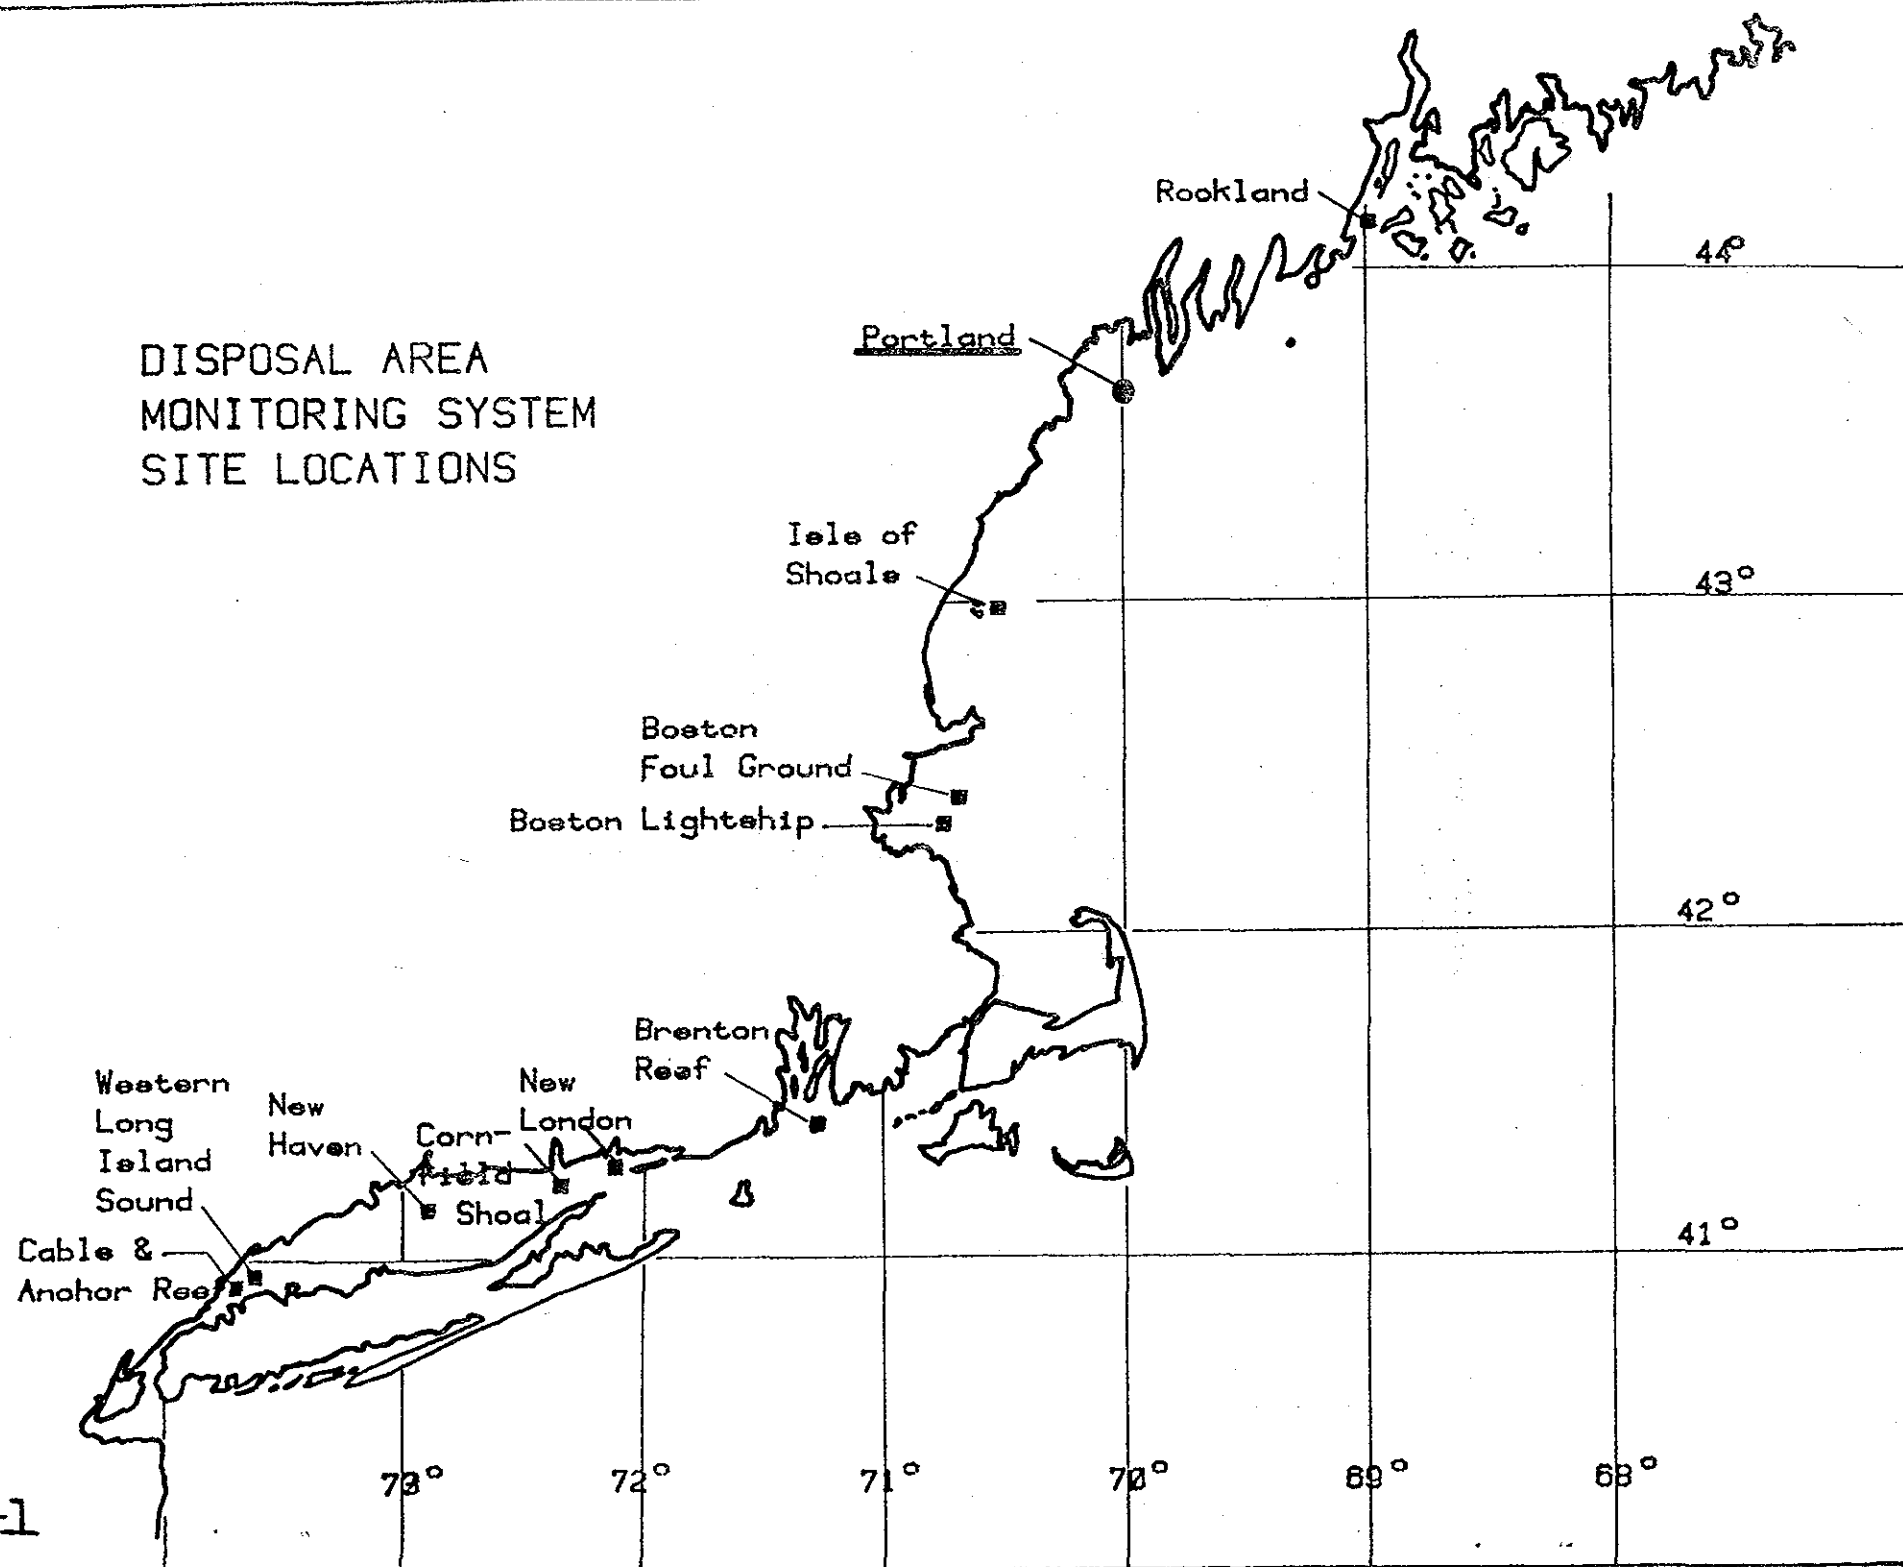 DISPOSAL AREA
MONITORING SYSTEM
SITE LOCATIONS
Rockland
44°
Portland
Isle of
Shoals
43°
Boston
Foul Ground
Boston Lightship
42°
Brenton
Reef
New
London
Western
Long
Island
Sound
New
Haven
Corn-
field
Shoal
Cable &
Anchor Reef
41°
73°
72°
71°
70°
69°
68°
-1